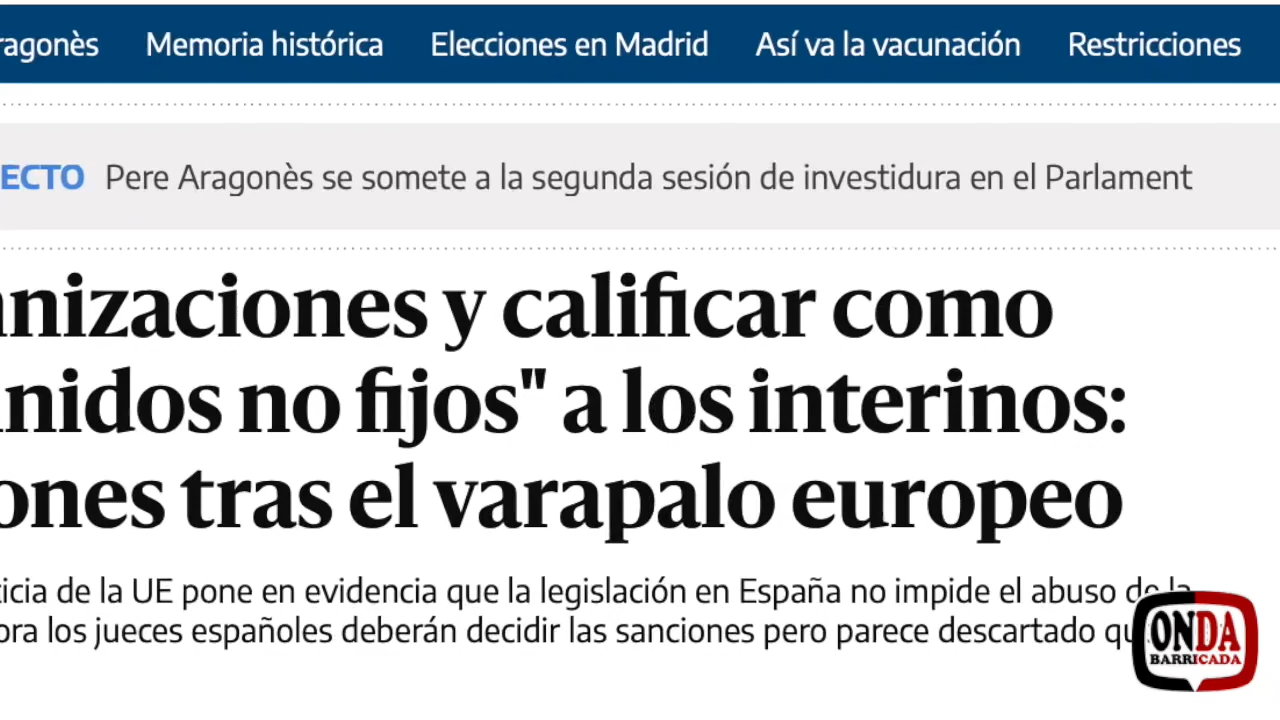 ragonès Memoria histórica Elecciones en Madrid Así va la vacunación Restricciones
ECTO Pere Aragonès se somete a la segunda sesión de investidura en el Parlament
nizaciones y calificar como
nidos no fijos" a los interinos:
ones tras el varapalo europeo
icia de la UE pone en evidencia que la legislación en España no impide el abuso de la
ora los jueces españoles deberán decidir las sanciones pero parece descartado qu
ONDA
BARRICADA